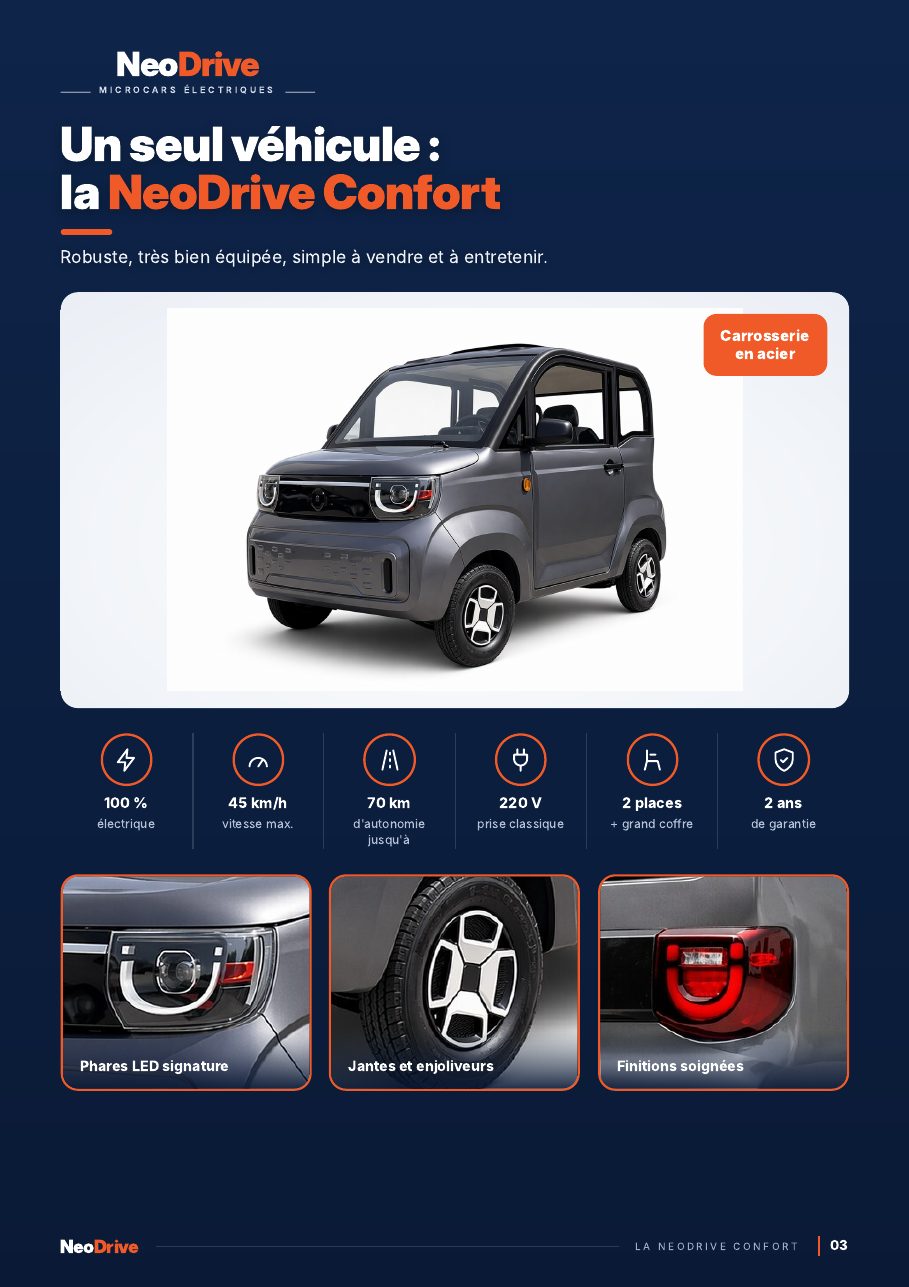 NeoDrive
MICROCARS ÉLECTRIQUES
Un seul véhicule :
la NeoDrive Confort
Robuste, très bien équipée, simple à vendre et à entretenir.
Carrosserie
en acier
100 %
électrique
45 km/h
vitesse max.
70 km
d'autonomie
jusqu'à
220 V
prise classique
2 places
+ grand coffre
2 ans
de garantie
Phares LED signature
Jantes et enjoliveurs
Finitions soignées
NeoDrive
LA NEODRIVE CONFORT
03